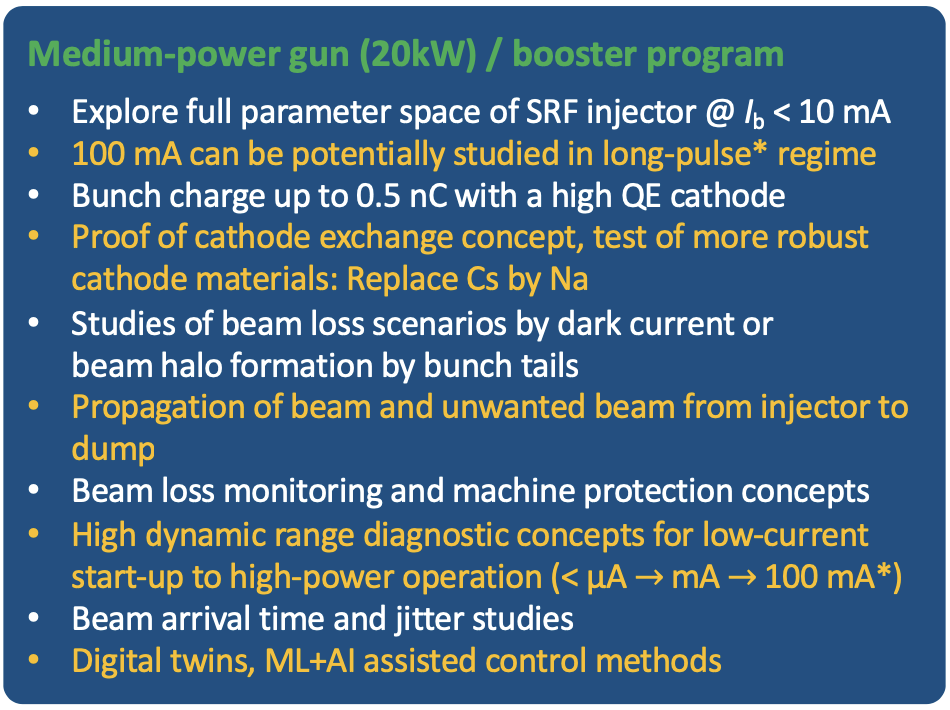 Medium-power gun (20kW) / booster program
• Explore full parameter space of SRF injector @ Ib < 10 mA
• 100 mA can be potentially studied in long-pulse* regime
• Bunch charge up to 0.5 nC with a high QE cathode
• Proof of cathode exchange concept, test of more robust
cathode materials: Replace Cs by Na
• Studies of beam loss scenarios by dark current or
beam halo formation by bunch tails
• Propagation of beam and unwanted beam from injector to
dump
• Beam loss monitoring and machine protection concepts
• High dynamic range diagnostic concepts for low-current
start-up to high-power operation (< μA → mA → 100 mA*)
• Beam arrival time and jitter studies
• Digital twins, ML+AI assisted control methods